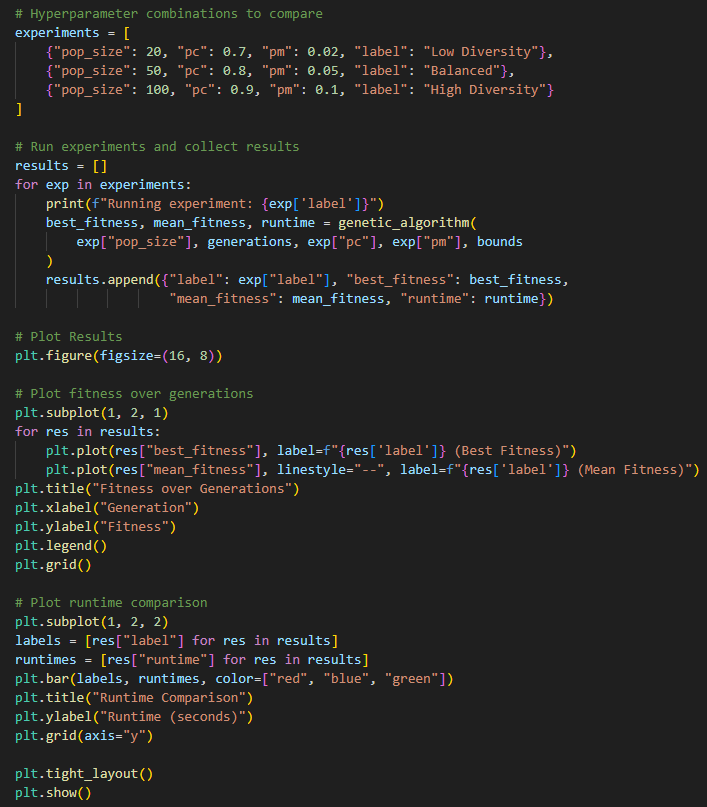 # Hyperparameter combinations to compare
experiments = [
    {"pop_size": 20, "pc": 0.7, "pm": 0.02, "label": "Low Diversity"},
    {"pop_size": 50, "pc": 0.8, "pm": 0.05, "label": "Balanced"},
    {"pop_size": 100, "pc": 0.9, "pm": 0.1, "label": "High Diversity"}
]

# Run experiments and collect results
results = []
for exp in experiments:
    print(f"Running experiment: {exp['label']}")
    best_fitness, mean_fitness, runtime = genetic_algorithm(
        exp["pop_size"], generations, exp["pc"], exp["pm"], bounds
    )
    results.append({"label": exp["label"], "best_fitness": best_fitness,
                    "mean_fitness": mean_fitness, "runtime": runtime})

# Plot Results
plt.figure(figsize=(16, 8))

# Plot fitness over generations
plt.subplot(1, 2, 1)
for res in results:
    plt.plot(res["best_fitness"], label=f"{res['label']} (Best Fitness)")
    plt.plot(res["mean_fitness"], linestyle="--", label=f"{res['label']} (Mean Fitness)")
plt.title("Fitness over Generations")
plt.xlabel("Generation")
plt.ylabel("Fitness")
plt.legend()
plt.grid()

# Plot runtime comparison
plt.subplot(1, 2, 2)
labels = [res["label"] for res in results]
runtimes = [res["runtime"] for res in results]
plt.bar(labels, runtimes, color=["red", "blue", "green"])
plt.title("Runtime Comparison")
plt.ylabel("Runtime (seconds)")
plt.grid(axis="y")

plt.tight_layout()
plt.show()